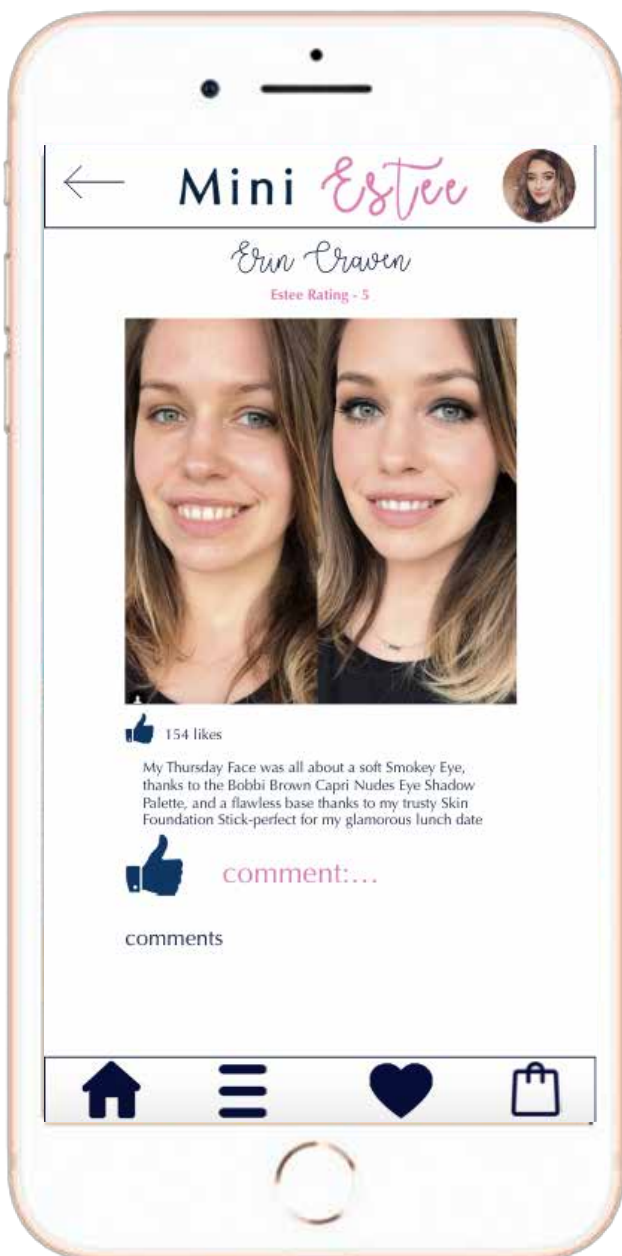 Mini Estee
Erin Craven
Estee Rating - 5
154 likes
My Thursday Face was all about a soft Smokey Eye,
thanks to the Bobbi Brown Capri Nudes Eye Shadow
Palette, and a flawless base thanks to my trusty Skin
Foundation Stick-perfect for my glamorous lunch date
comment:...
comments